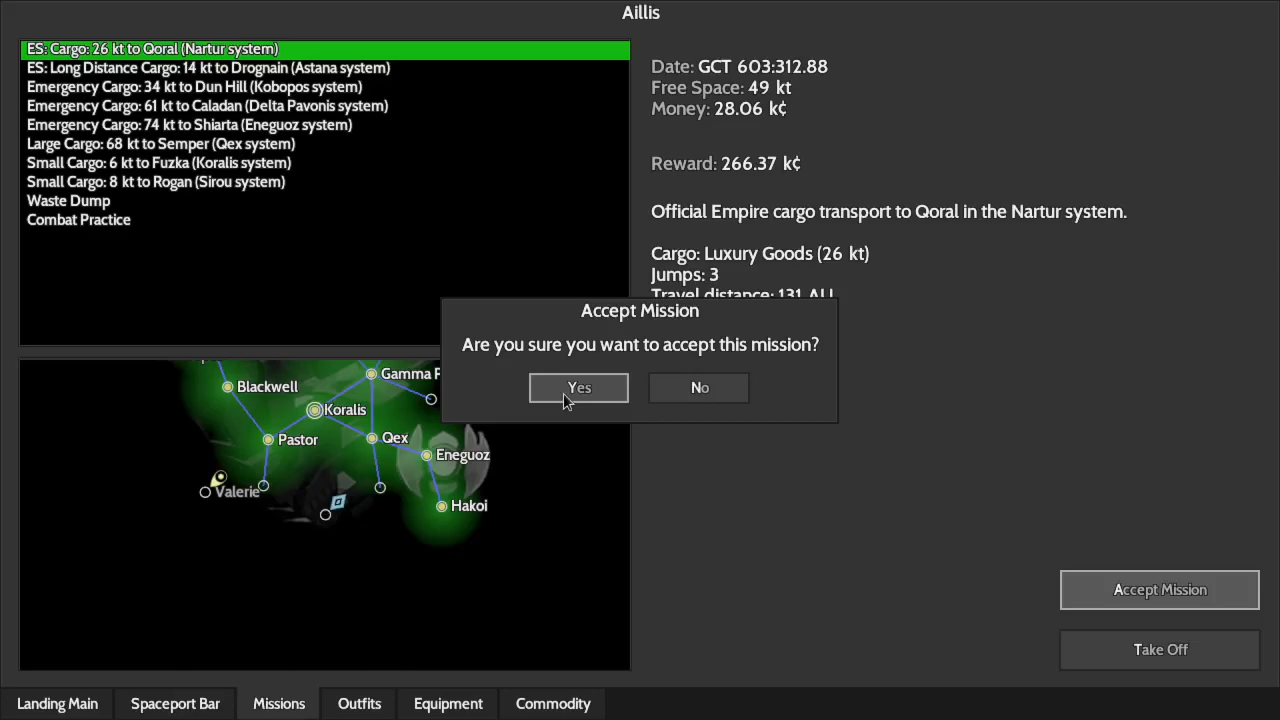 Aillis
ES: Cargo: 26 kt to Qoral (Nartur system)
ES: Long Distance Cargo: 14 kt to Drognain (Astana system)
Emergency Cargo: 34 kt to Dun Hill (Kobopos system)
Emergency Cargo: 61 kt to Caladan (Delta Pavonis system)
Emergency Cargo: 74 kt to Shiarta (Eneguoz system)
Large Cargo: 68 kt to Semper (Qex system)
Small Cargo: 6 kt to Fuzka (Koralis system)
Small Cargo: 8 kt to Rogan (Sirou system)
Waste Dump
Combat Practice
Date: GCT 603:312.88
Free Space: 49 kt
Money: 28.06 k¢
Reward: 266.37 k¢
Official Empire cargo transport to Qoral in the Nartur system.
Cargo: Luxury Goods (26 kt)
Jumps: 3
Travel distance: 131 AU
Accept Mission
Are you sure you want to accept this mission?
Yes
No
Blackwell
Gamma P
Koralis
Pastor
Qex
Eneguoz
Valerie
Hakoi
Accept Mission
Take Off
Landing Main
Spaceport Bar
Missions
Outfits
Equipment
Commodity